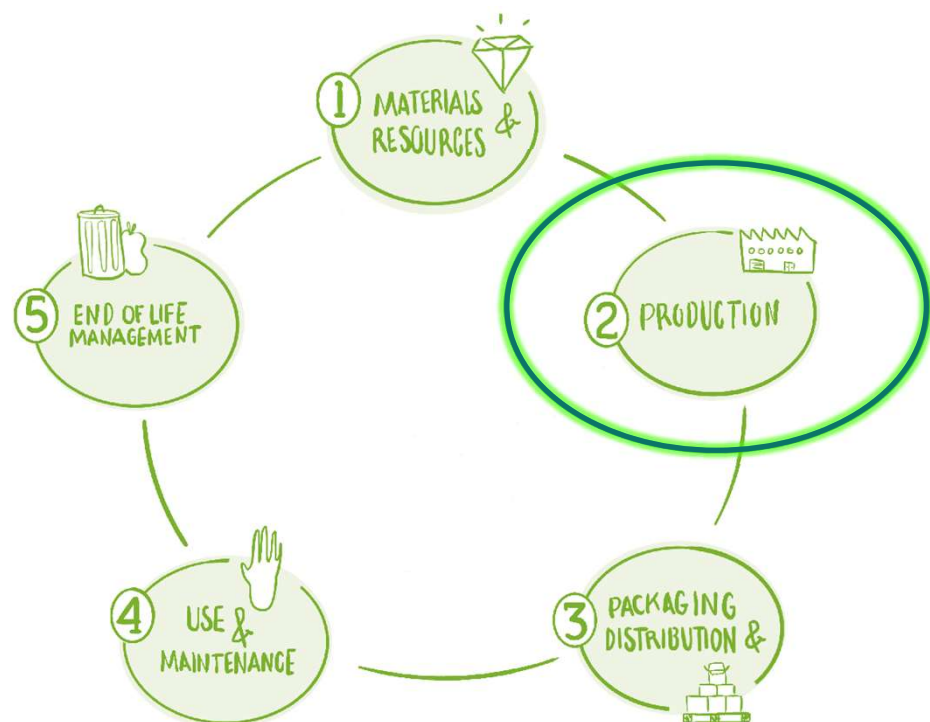 1
MATERIALS
RESOURCES &
2 PRODUCTION
3
PACKAGING
DISTRIBUTION &
4
USE &
MAINTENANCE
5
END OF LIFE
MANAGEMENT